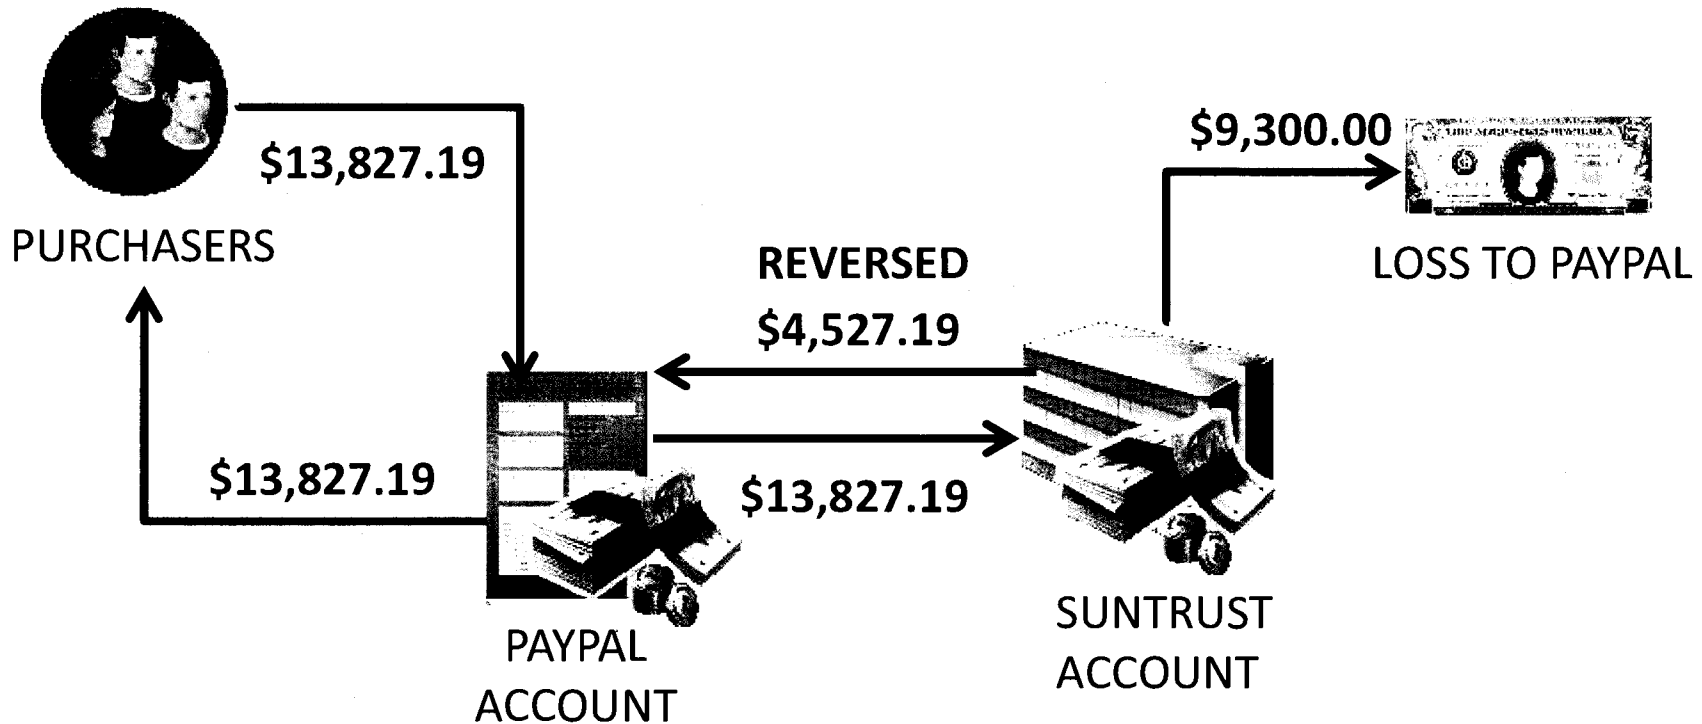 $13,827.19
PURCHASERS
$9,300.00
LOSS TO PAYPAL
REVERSED
$4,527.19
$13,827.19
$13,827.19
PAYPAL
ACCOUNT
SUNTRUST
ACCOUNT